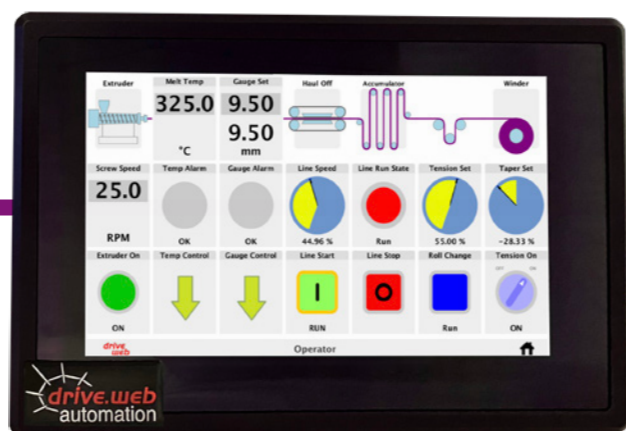 Extruder
Melt Temp
Gauge Set
Haul Off
Accumulator
Winder
325.0
9.50
9.50
°C
mm
Screw Speed
Temp Alarm
Gauge Alarm
Line Speed
Line Run State
Tension Set
Taper Set
25.0
RPM
OK
OK
44.96 %
Run
55.00 %
-28.33 %
Extruder On
Temp Control
Gauge Control
Line Start
Line Stop
Roll Change
Tension On
OFF
ON
I
O
ON
RUN
Run
ON
drive.web
Operator
drive.web
automation